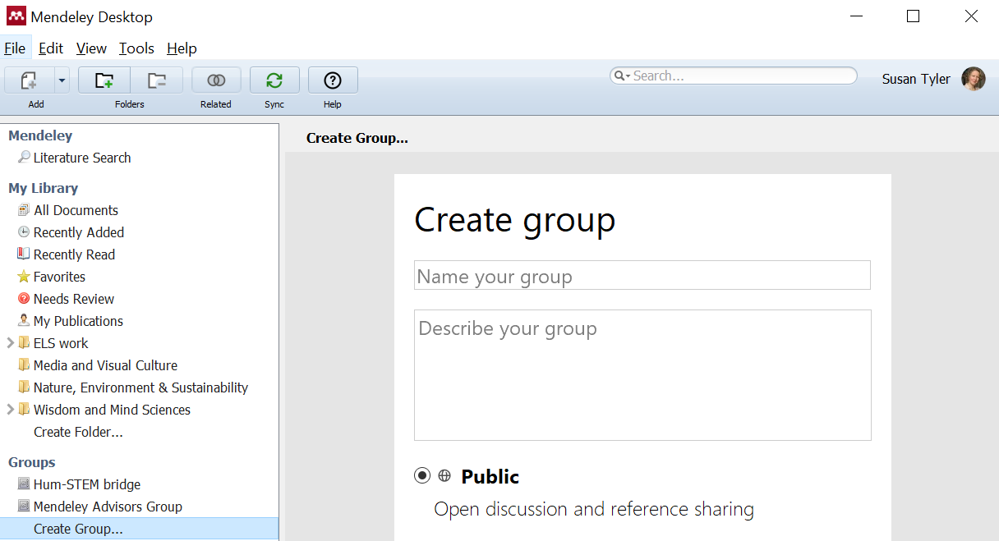 Mendeley Desktop
File Edit View Tools Help
Search...
Susan Tyler
Add Folders Related Sync Help
Mendeley
Literature Search
My Library
All Documents
Recently Added
Recently Read
Favorites
Needs Review
My Publications
ELS work
Media and Visual Culture
Nature, Environment & Sustainability
Wisdom and Mind Sciences
Create Folder...
Groups
Hum-STEM bridge
Mendeley Advisors Group
Create Group...
Create Group...
Create group
Name your group
Describe your group
Public
Open discussion and reference sharing